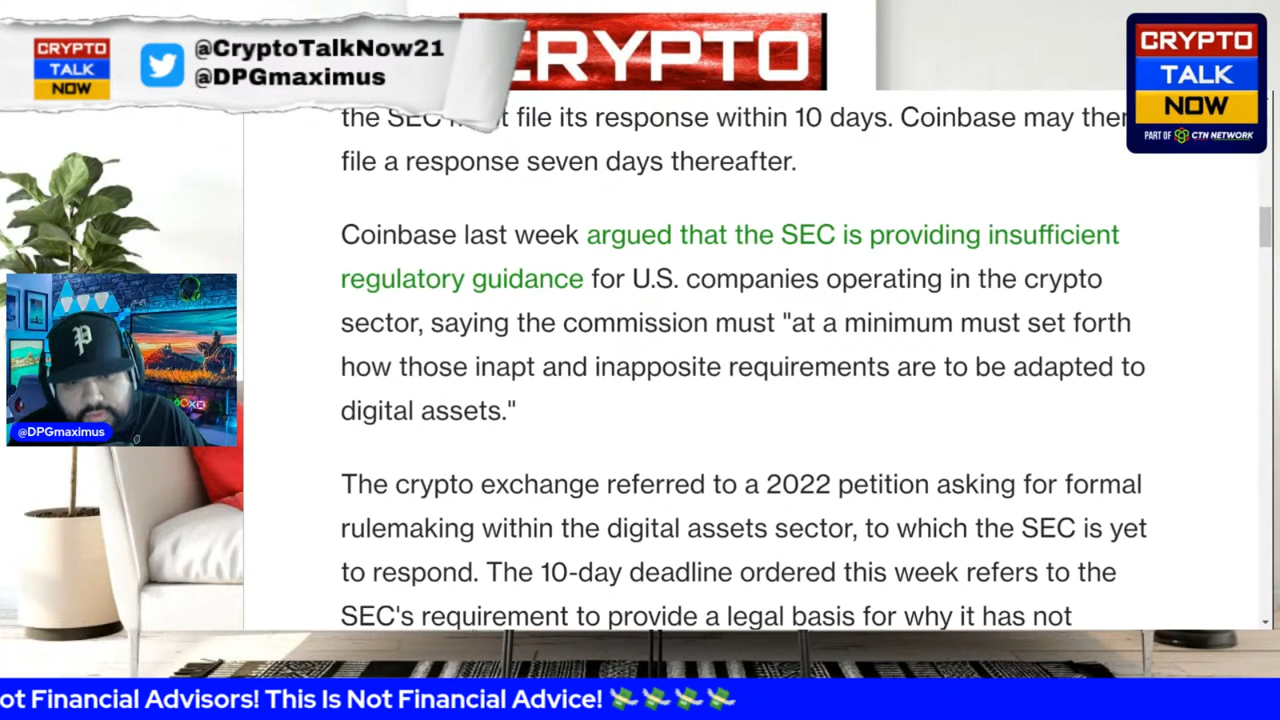 CRYPTO
TALK
NOW
@CryptoTalkNow21
@DPGmaximus
CRYPTO
CRYPTO
TALK
NOW
PART OF CTN NETWORK
the SEC file its response within 10 days. Coinbase may then
file a response seven days thereafter.
Coinbase last week argued that the SEC is providing insufficient
regulatory guidance for U.S. companies operating in the crypto
sector, saying the commission must "at a minimum must set forth
how those inapt and inapposite requirements are to be adapted to
digital assets."
The crypto exchange referred to a 2022 petition asking for formal
rulemaking within the digital assets sector, to which the SEC is yet
to respond. The 10-day deadline ordered this week refers to the
SEC's requirement to provide a legal basis for why it has not
P
@DPGmaximus
ot Financial Advisors! This Is Not Financial Advice! 💸💸💸💸